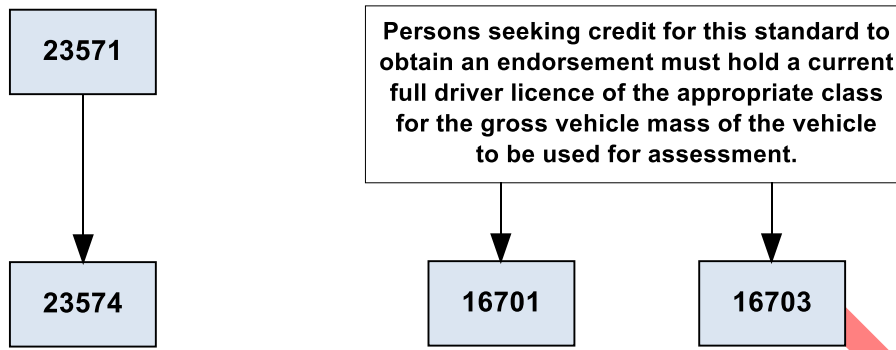 23571
Persons seeking credit for this standard to
obtain an endorsement must hold a current
full driver licence of the appropriate class
for the gross vehicle mass of the vehicle
to be used for assessment.
23574
16701
16703